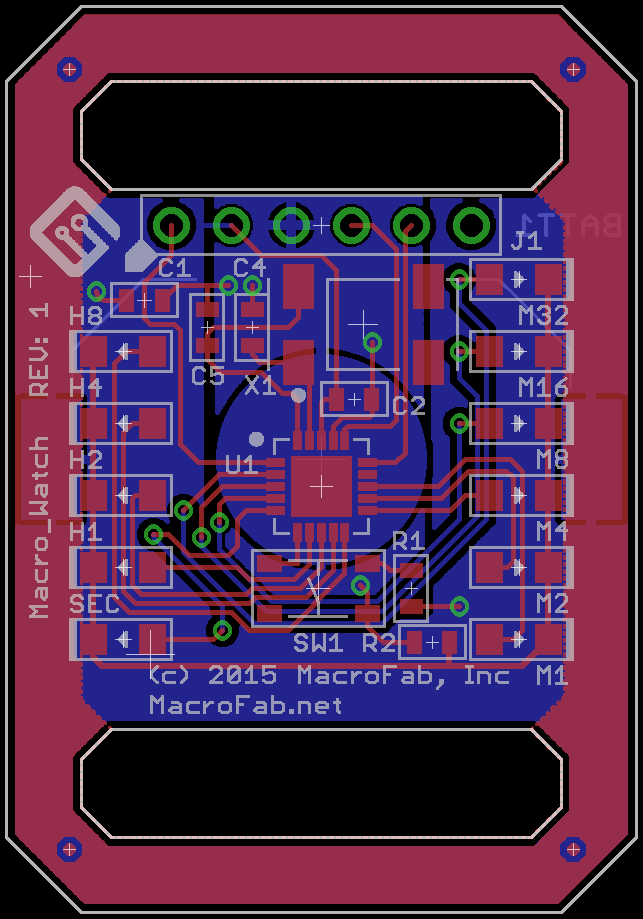 BATT1
J1
C1
C4
H8
M32
REV: 1
C5
X1
H4
M16
C2
H2
M8
U1
Macro_Watch
H1
M4
R1
SEC
M2
SW1
R2
(c) 2015 MacroFab, Inc
M1
MacroFab.net